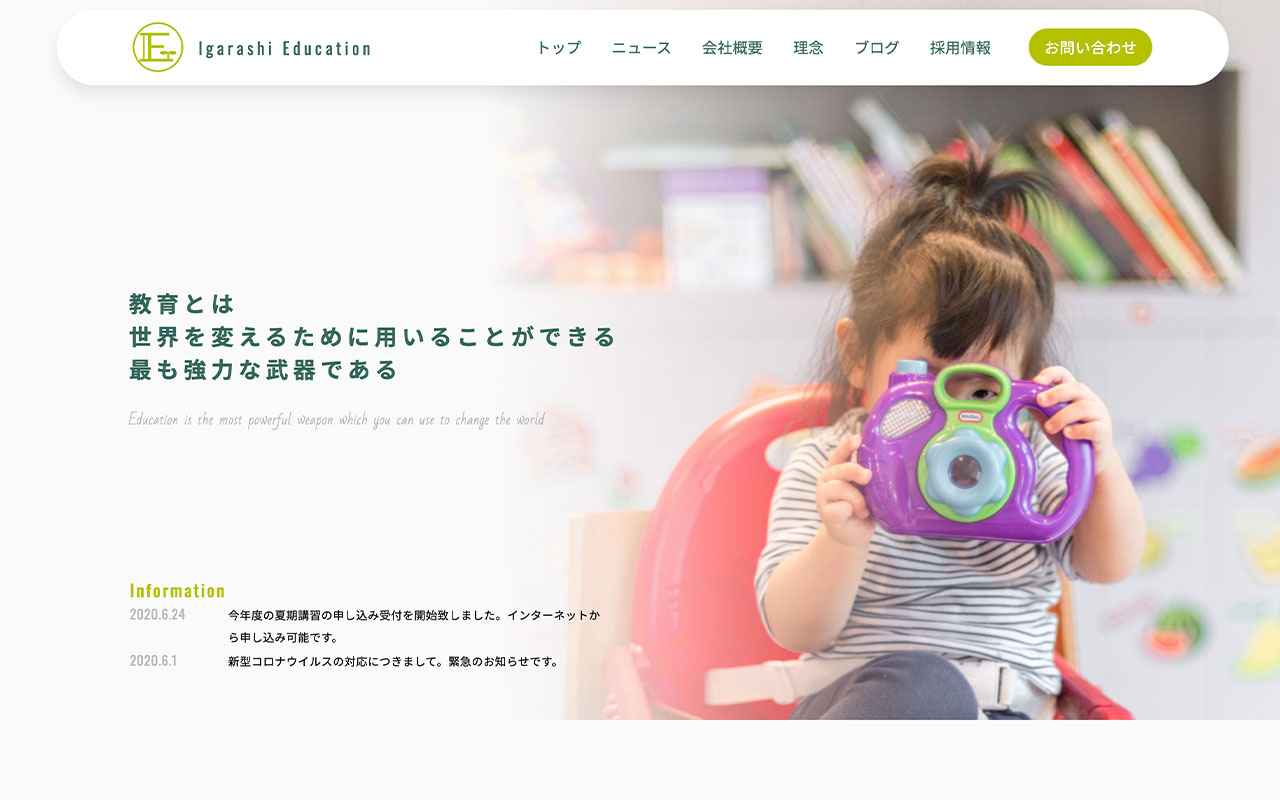 Igarashi Education
トップ ニュース 会社概要 理念 ブログ 採用情報 お問い合わせ
教育とは
世界を変えるために用いることができる
最も強力な武器である
Education is the most powerful weapon which you can use to change the world
Information
2020.6.24 今年度の夏期講習の申し込み受付を開始致しました。インターネットか
ら申し込み可能です。
2020.6.1 新型コロナウイルスの対応につきまして。緊急のお知らせです。